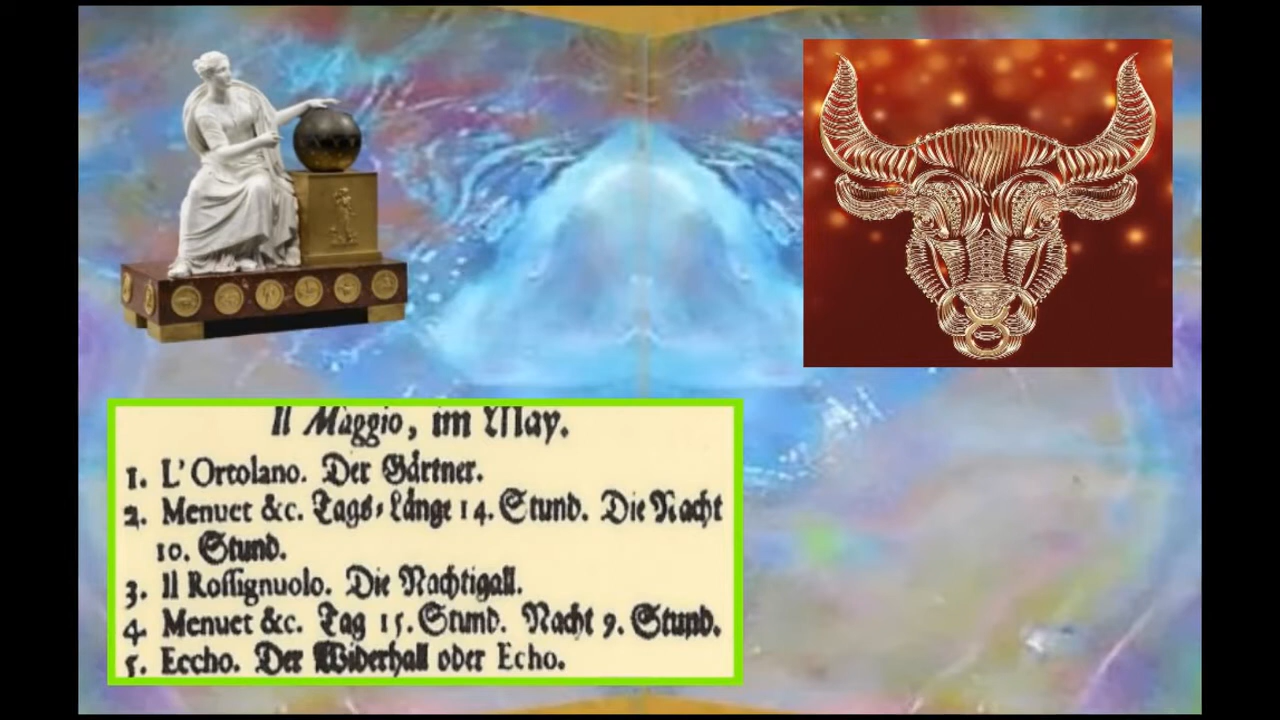 Il Maggio, im May.
1. L'Ortolano. Der Gärtner.
2. Menuet &c. Tags-Länge 14. Stund. Die Nacht
10. Stund.
3. Il Rossignuolo. Die Nachtigall.
4. Menuet &c. Tag 15. Stund. Nacht 9. Stund.
5. Eccho. Der Widerhall oder Echo.